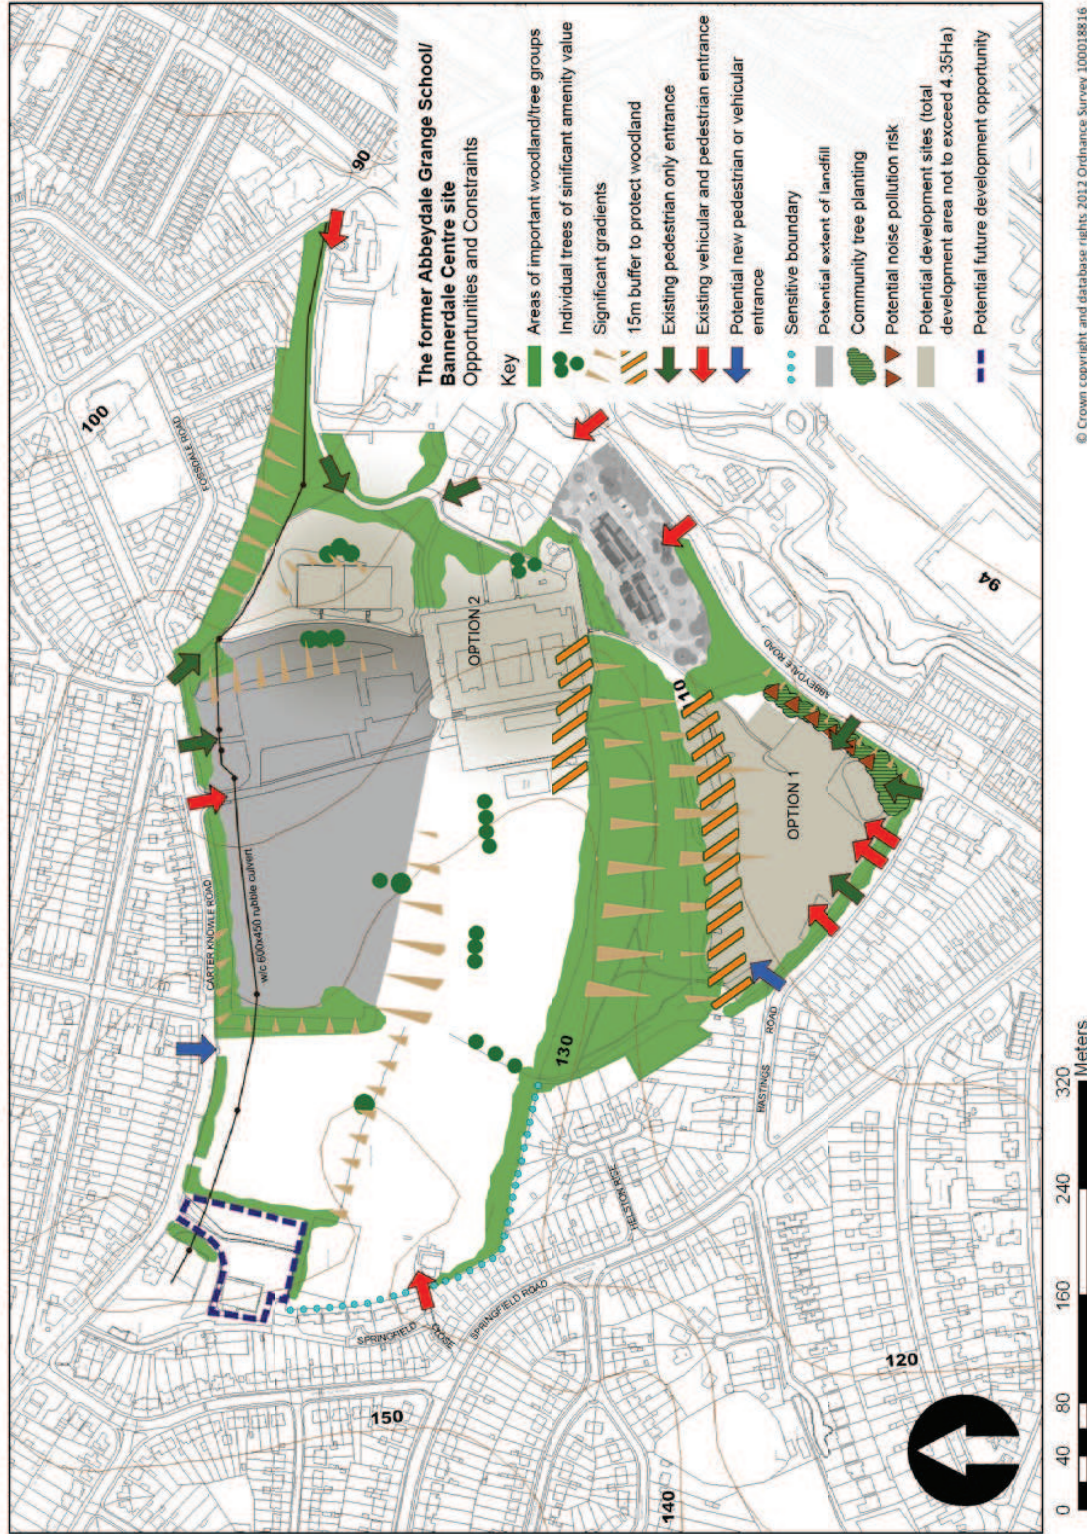 The former Abbeydale Grange School/
Bannerdale Centre site
Opportunities and Constraints
Key
Areas of important woodland/tree groups
Individual trees of sinificant amenity value
Significant gradients
15m buffer to protect woodland
Existing pedestrian only entrance
Existing vehicular and pedestrian entrance
Potential new pedestrian or vehicular
entrance
Sensitive boundary
Potential extent of landfill
Community tree planting
Potential noise pollution risk
Potential development sites (total
development area not to exceed 4.35Ha)
Potential future development opportunity
90
100
FOSSDALE ROAD
CARTER KNOWLE ROAD
w/c 600x450 rubble culvert
OPTION 2
94
ABBEYDALE ROAD
110
OPTION 1
130
HASTINGS
ROAD
HELSTON RISE
SPRINGFIELD
CLOSE
SPRINGFIELD ROAD
120
150
140
0
40
80
160
240
320
Meters
© Crown copyright and database right 2012 Ordnance Survey 100018816